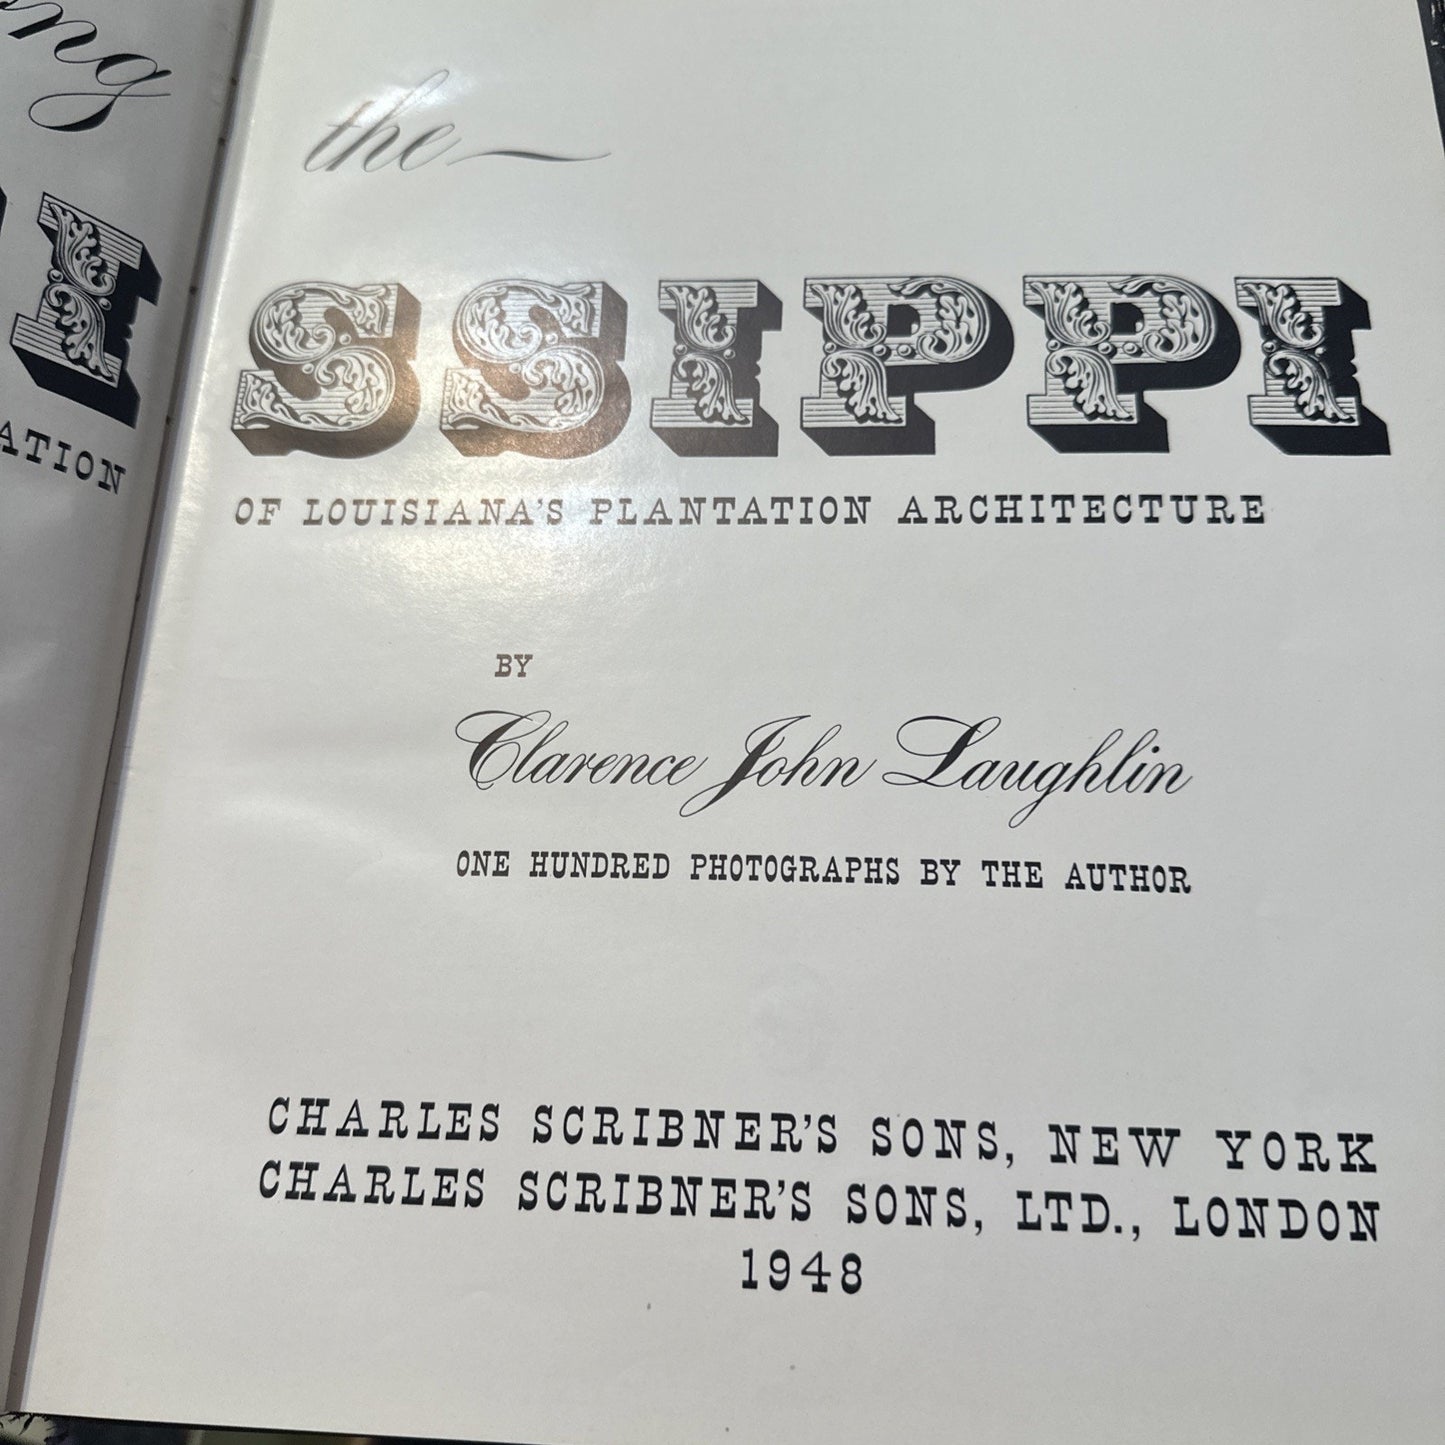 the
SSIPPI
I
ATION
OF LOUISIANA'S PLANTATION ARCHITECTURE
BY
Clarence John Laughlin
ONE HUNDRED PHOTOGRAPHS BY THE AUTHOR
CHARLES SCRIBNER'S SONS, NEW YORK
CHARLES SCRIBNER'S SONS, LTD., LONDON
1948